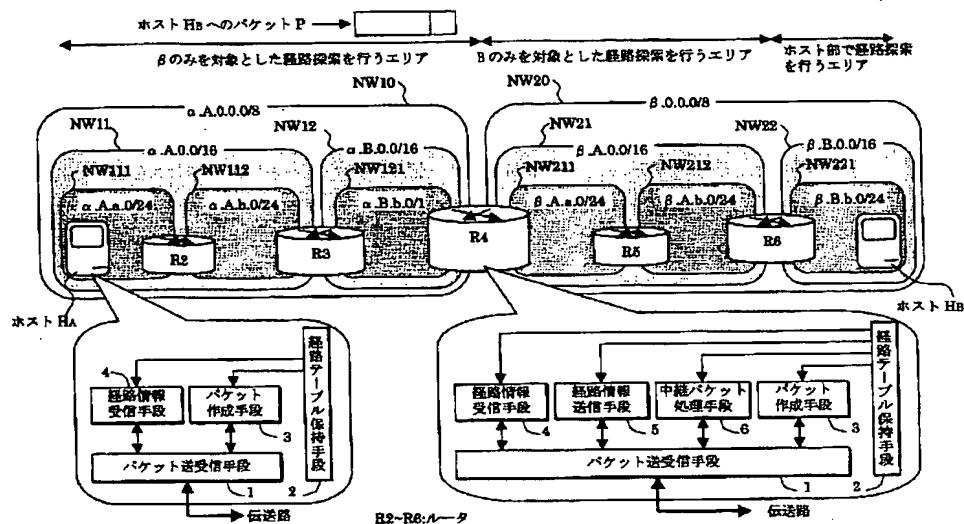 ホストHBへのパケットP
βのみを対象とした経路探索を行うエリア
Bのみを対象とした経路探索を行うエリア
ホスト部で経路探索
を行うエリア
NW10
NW20
α.A.0.0.0/8
β.0.0.0/8
NW11
NW12
NW21
NW22
α.A.0.0/16
α.B.0.0/16
β.A.0.0/16
β.B.0.0/16
NW111
NW112
NW121
NW211
NW212
NW221
α.A.a.0/24
α.A.b.0/24
α.B.b.0/1
β.A.a.0/24
β.A.b.0/24
β.B.b.0/24
R2
R3
R4
R5
R6
ホストHA
ホストHB
経路テーブル保持手段
4
経路情報
受信手段
パケット
作成手段
3
パケット送受信手段
1
2
伝送路
経路テーブル保持手段
経路情報
受信手段
4
経路情報
送信手段
5
中継パケット
処理手段
6
パケット
作成手段
3
パケット送受信手段
1
2
伝送路
R2~R6:ルータ